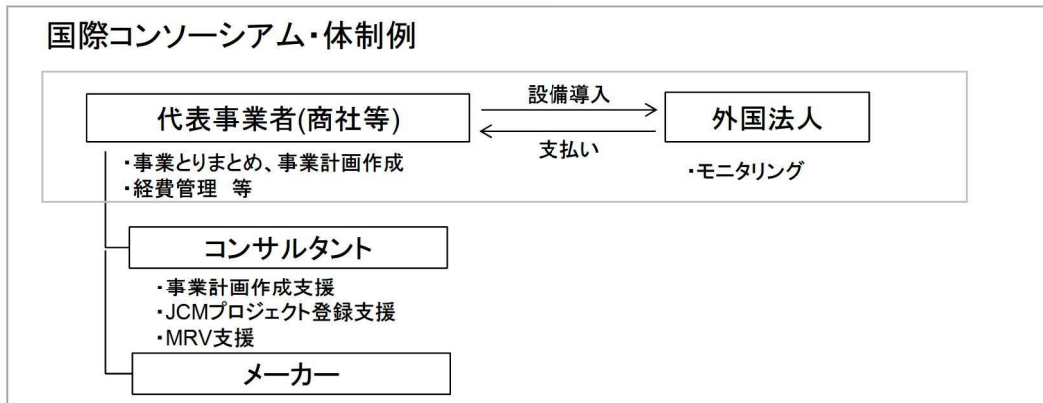 国際コンソーシアム・体制例
代表事業者(商社等)
設備導入
支払い
外国法人
・事業とりまとめ、事業計画作成
・経費管理　等
・モニタリング
コンサルタント
・事業計画作成支援
・JCMプロジェクト登録支援
・MRV支援
メーカー